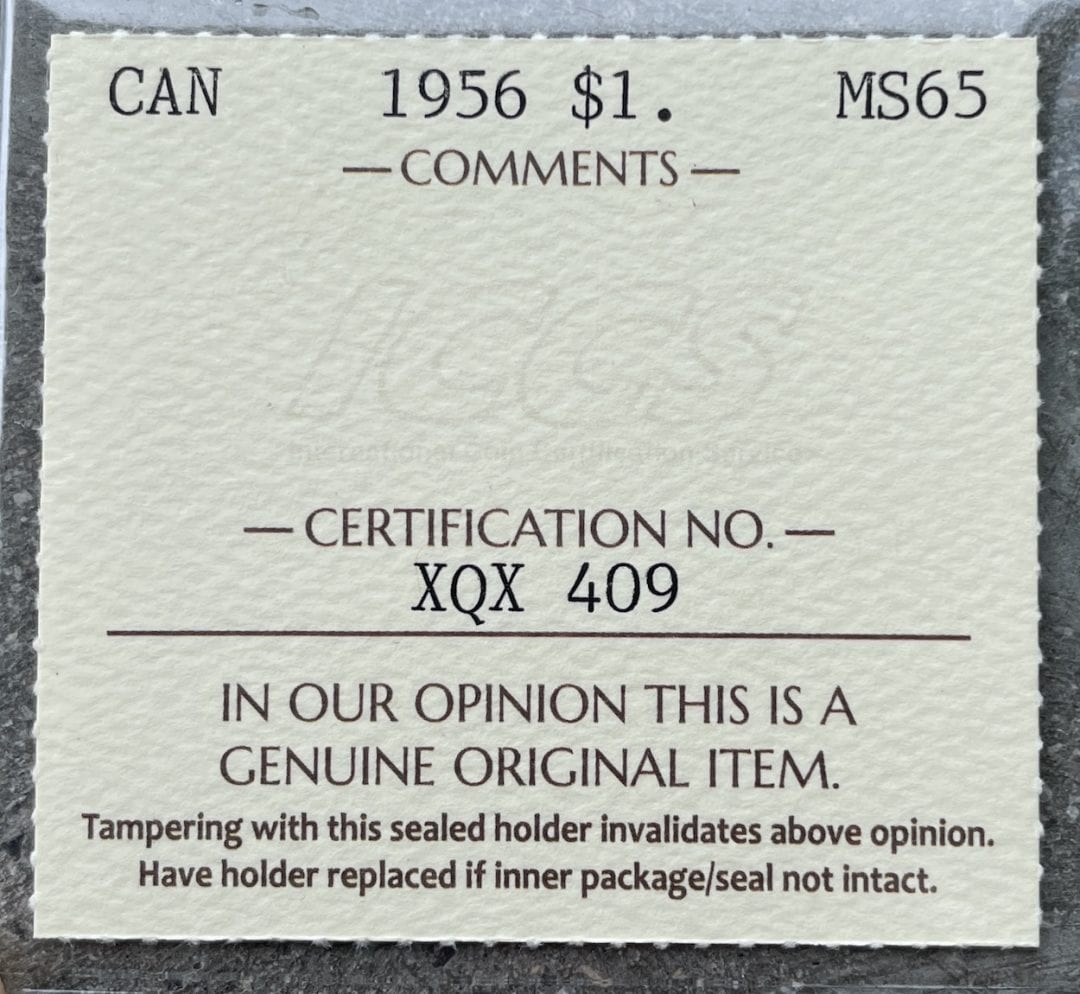 CAN 1956 $1. MS65
— COMMENTS —
ICCS
International Coin Certification Service
— CERTIFICATION NO. —
XQX 409
IN OUR OPINION THIS IS A
GENUINE ORIGINAL ITEM.
Tampering with this sealed holder invalidates above opinion.
Have holder replaced if inner package/seal not intact.